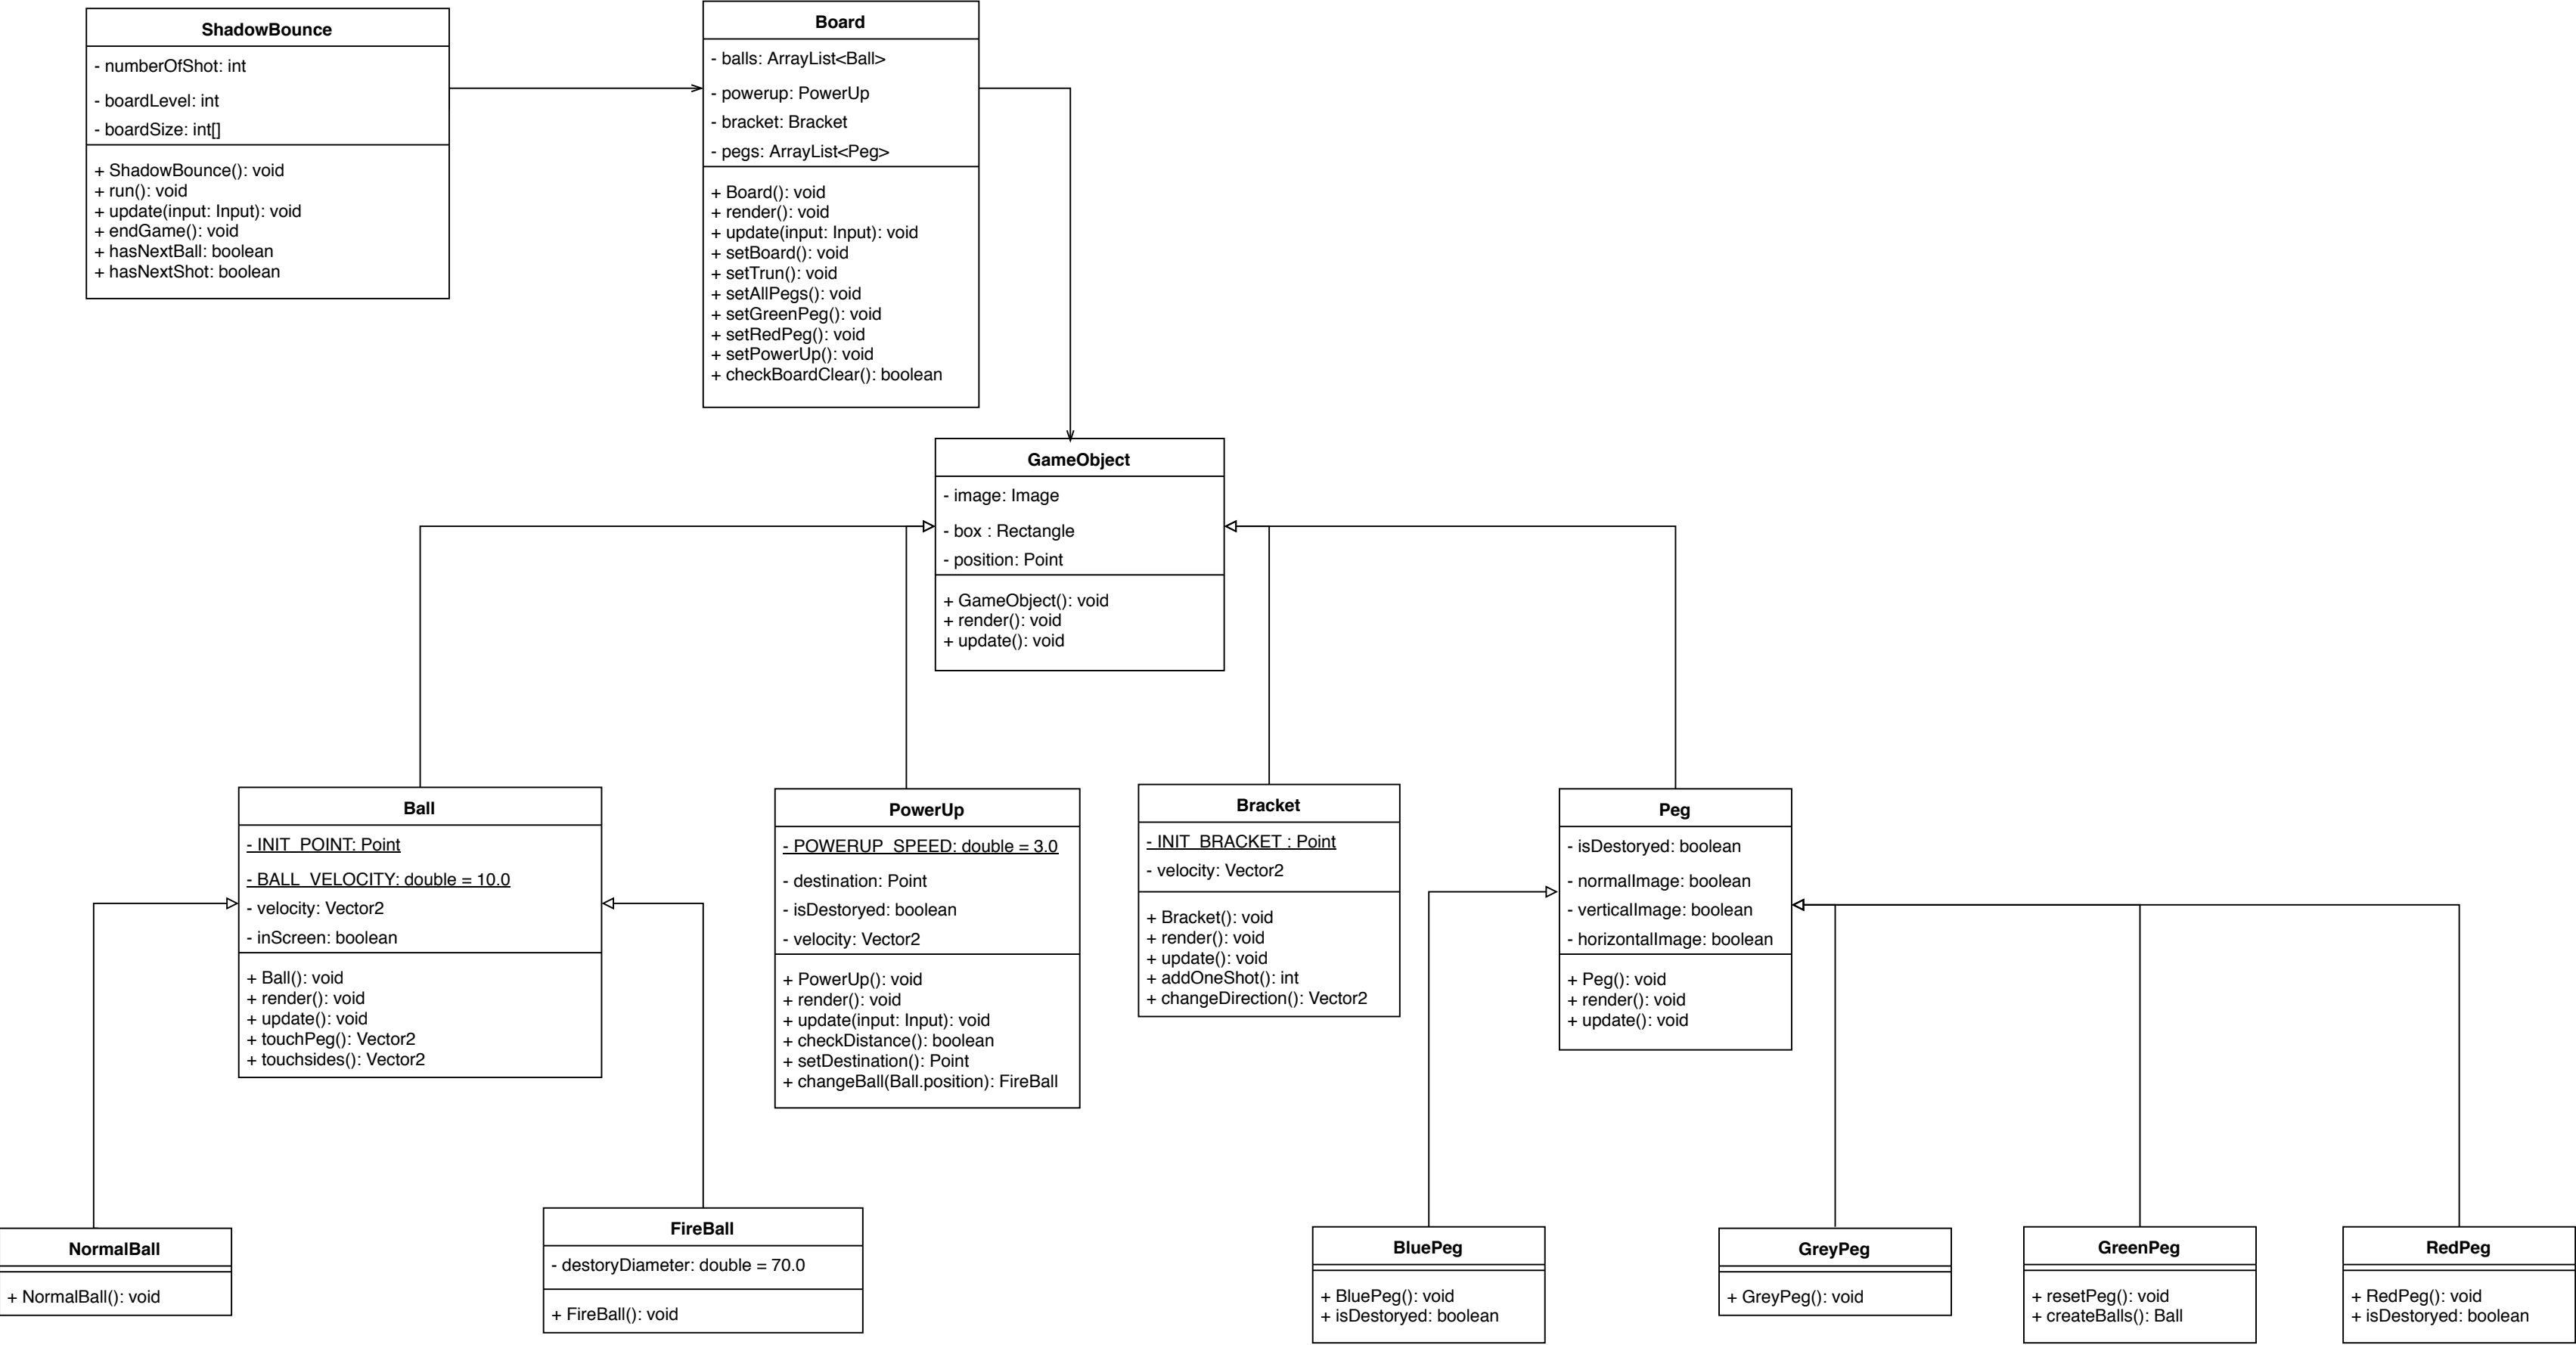 ShadowBounce
- numberOfShot: int
- boardLevel: int
- boardSize: int[]
+ ShadowBounce(): void
+ run(): void
+ update(input: Input): void
+ endGame(): void
+ hasNextBall: boolean
+ hasNextShot: boolean
Board
- balls: ArrayList<Ball>
- powerup: PowerUp
- bracket: Bracket
- pegs: ArrayList<Peg>
+ Board(): void
+ render(): void
+ update(input: Input): void
+ setBoard(): void
+ setTrun(): void
+ setAllPegs(): void
+ setGreenPeg(): void
+ setRedPeg(): void
+ setPowerUp(): void
+ checkBoardClear(): boolean
GameObject
- image: Image
- box : Rectangle
- position: Point
+ GameObject(): void
+ render(): void
+ update(): void
Ball
- INIT_POINT: Point
- BALL_VELOCITY: double = 10.0
- velocity: Vector2
- inScreen: boolean
+ Ball(): void
+ render(): void
+ update(): void
+ touchPeg(): Vector2
+ touchsides(): Vector2
PowerUp
- POWERUP_SPEED: double = 3.0
- destination: Point
- isDestoryed: boolean
- velocity: Vector2
+ PowerUp(): void
+ render(): void
+ update(input: Input): void
+ checkDistance(): boolean
+ setDestination(): Point
+ changeBall(Ball.position): FireBall
Bracket
- INIT_BRACKET : Point
- velocity: Vector2
+ Bracket(): void
+ render(): void
+ update(): void
+ addOneShot(): int
+ changeDirection(): Vector2
Peg
- isDestoryed: boolean
- normalImage: boolean
- verticalImage: boolean
- horizontalImage: boolean
+ Peg(): void
+ render(): void
+ update(): void
NormalBall
+ NormalBall(): void
FireBall
- destoryDiameter: double = 70.0
+ FireBall(): void
BluePeg
+ BluePeg(): void
+ isDestoryed: boolean
GreyPeg
+ GreyPeg(): void
GreenPeg
+ resetPeg(): void
+ createBalls(): Ball
RedPeg
+ RedPeg(): void
+ isDestoryed: boolean